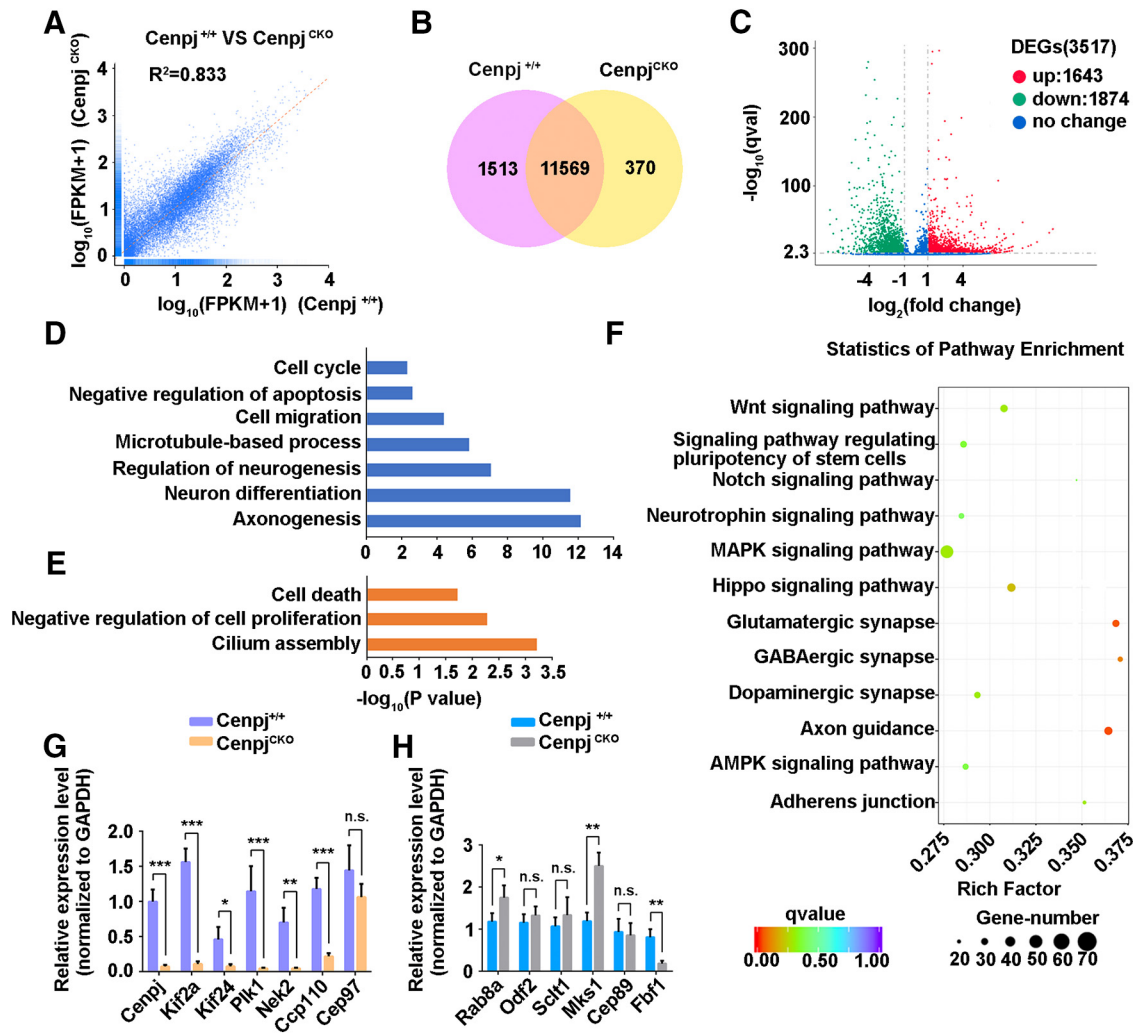 A
Cenpj +/+ VS Cenpj CKO
R2=0.833
log10(FPKM+1) (Cenpj CKO)
4
3
2
1
0
0 1 2 3 4
log10(FPKM+1) (Cenpj +/+)
B
Cenpj +/+
CenpjCKO
1513 11569 370
C
-log10(qval)
300
200
100
2.3
-4 -1 1 4
log2(fold change)
DEGs(3517)
up:1643
down:1874
no change
D
Cell cycle
Negative regulation of apoptosis
Cell migration
Microtubule-based process
Regulation of neurogenesis
Neuron differentiation
Axonogenesis
0 2 4 6 8 10 12 14
E
Cell death
Negative regulation of cell proliferation
Cilium assembly
0 0.5 1 1.5 2 2.5 3 3.5
-log10(P value)
F
Statistics of Pathway Enrichment
Wnt signaling pathway
Signaling pathway regulating
pluripotency of stem cells
Notch signaling pathway
Neurotrophin signaling pathway
MAPK signaling pathway
Hippo signaling pathway
Glutamatergic synapse
GABAergic synapse
Dopaminergic synapse
Axon guidance
AMPK signaling pathway
Adherens junction
0.275 0.300 0.325 0.350 0.375
Rich Factor
qvalue
0.00 0.50 1.00
Gene-number
20 30 40 50 60 70
G
Cenpj+/+
CenpjCKO
Relative expression level
(normalized to GAPDH)
2.0
1.5
1.0
0.5
0.0
*** *** * *** ** *** n.s.
Cenpj Kif2a Kif24 Plk1 Nek2 Ccp110 Cep97
H
Cenpj +/+
Cenpj CKO
Relative expression level
(normalized to GAPDH)
3
2
1
0
* n.s. n.s. ** n.s. **
Rab8a Odf2 Sclt1 Mks1 Cep89 Fbf1